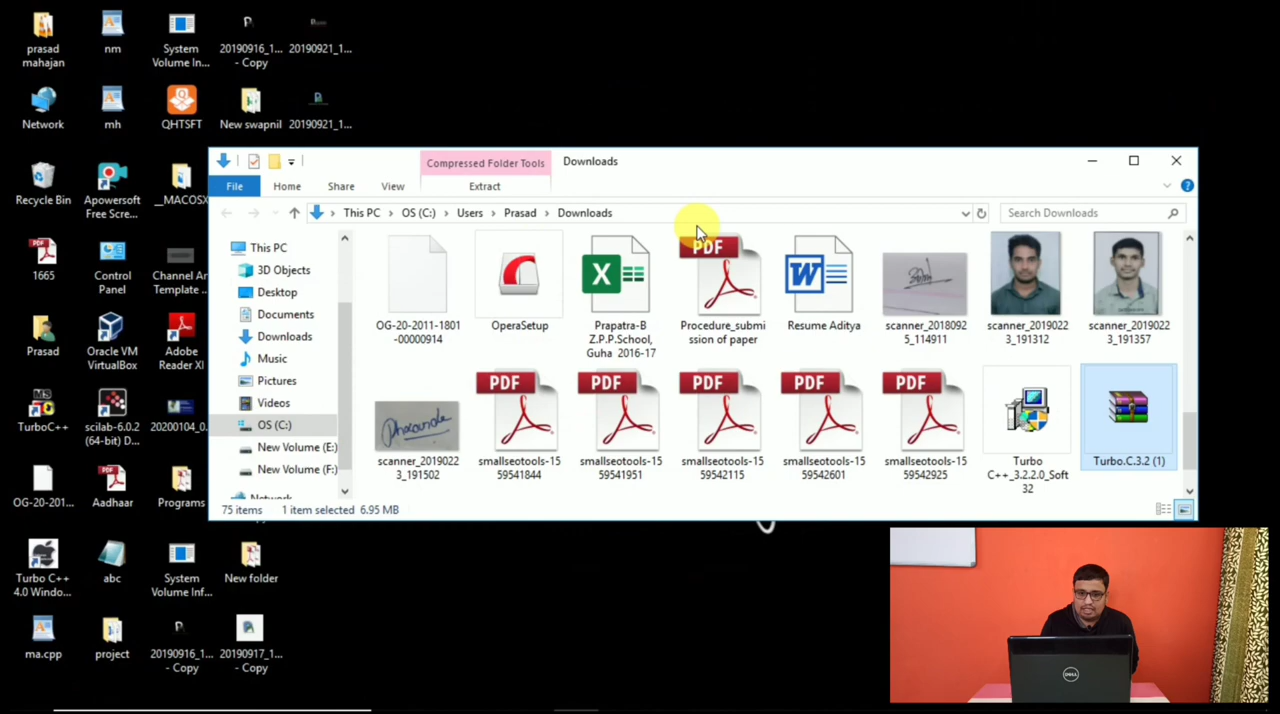 prasad
mahajan
nm
System
Volume In...
20190916_1...
- Copy
20190921_1...
Network
mh
QHTSFT
New swapnil
20190921_1...
Recycle Bin
Apowersoft
Free Scre...
__MACOSX
1665
Control
Panel
Channel Ar
Template ...
Prasad
Oracle VM
VirtualBox
Adobe
Reader XI
TurboC++
scilab-6.0.2
(64-bit) D...
20200104_0...
OG-20-201...
Aadhaar
Programs
Turbo C++
4.0 Windo...
abc
System
Volume Inf...
New folder
ma.cpp
project
20190916_1...
- Copy
20190917_1...
- Copy
Compressed Folder Tools
Downloads
File
Home
Share
View
Extract
This PC
OS (C:)
Users
Prasad
Downloads
Search Downloads
This PC
3D Objects
Desktop
Documents
Downloads
Music
Pictures
Videos
OS (C:)
New Volume (E:)
New Volume (F:)
Network
OG-20-2011-1801
-00000914
OperaSetup
X
Prapatra-B
Z.P.P.School,
Guha 2016-17
PDF
Procedure_submi
ssion of paper
W
Resume Aditya
scanner_2018092
5_114911
scanner_2019022
3_191312
scanner_2019022
3_191357
scanner_2019022
3_191502
PDF
smallseotools-15
59541844
PDF
smallseotools-15
59541951
PDF
smallseotools-15
59542115
PDF
smallseotools-15
59542601
PDF
smallseotools-15
59542925
Turbo
C++_3.2.2.0_Soft
32
Turbo.C.3.2 (1)
75 items
1 item selected 6.95 MB
DELL